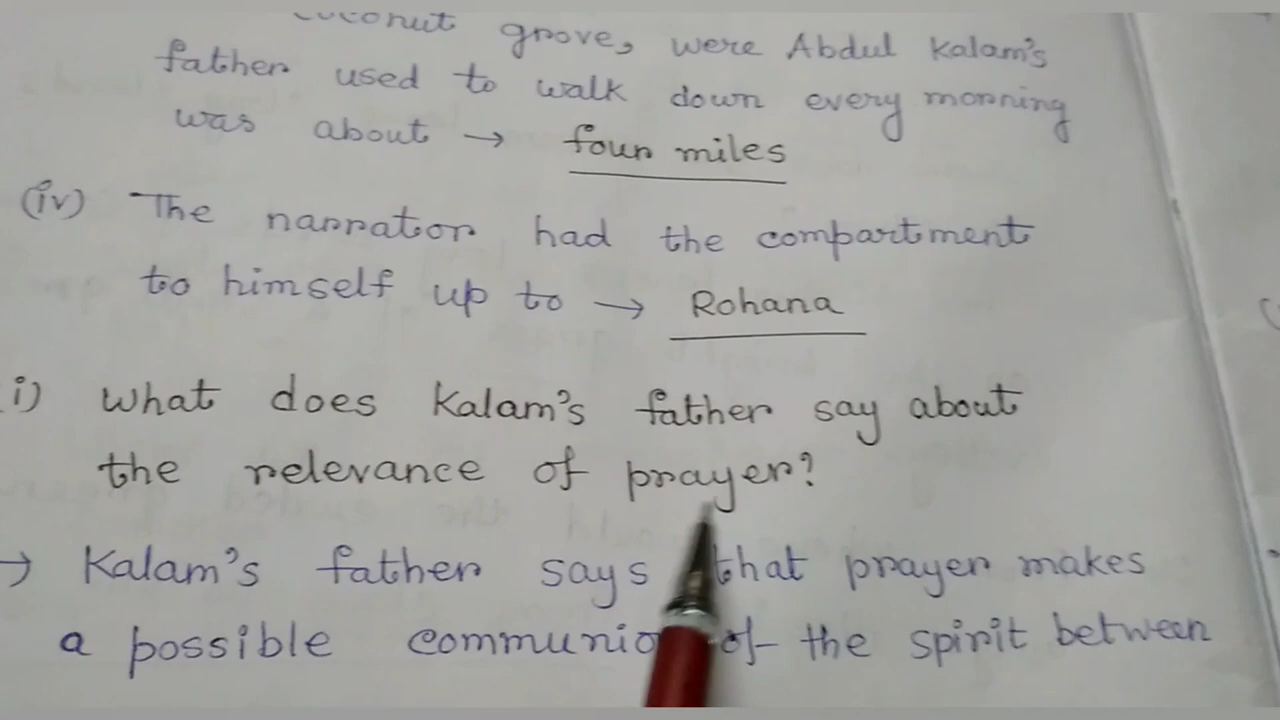 coconut grove, were Abdul Kalam's
father used to walk down every morning
was about → four miles
(iv) The narrator had the compartment
to himself up to → Rohana
i) What does Kalam's father say about
the relevance of prayer?
→ Kalam's father says that prayer makes
a possible of the spirit between